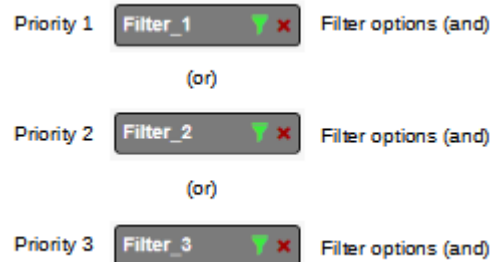 Priority 1 Filter_1 Filter options (and)
(or)
Priority 2 Filter_2 Filter options (and)
(or)
Priority 3 Filter_3 Filter options (and)